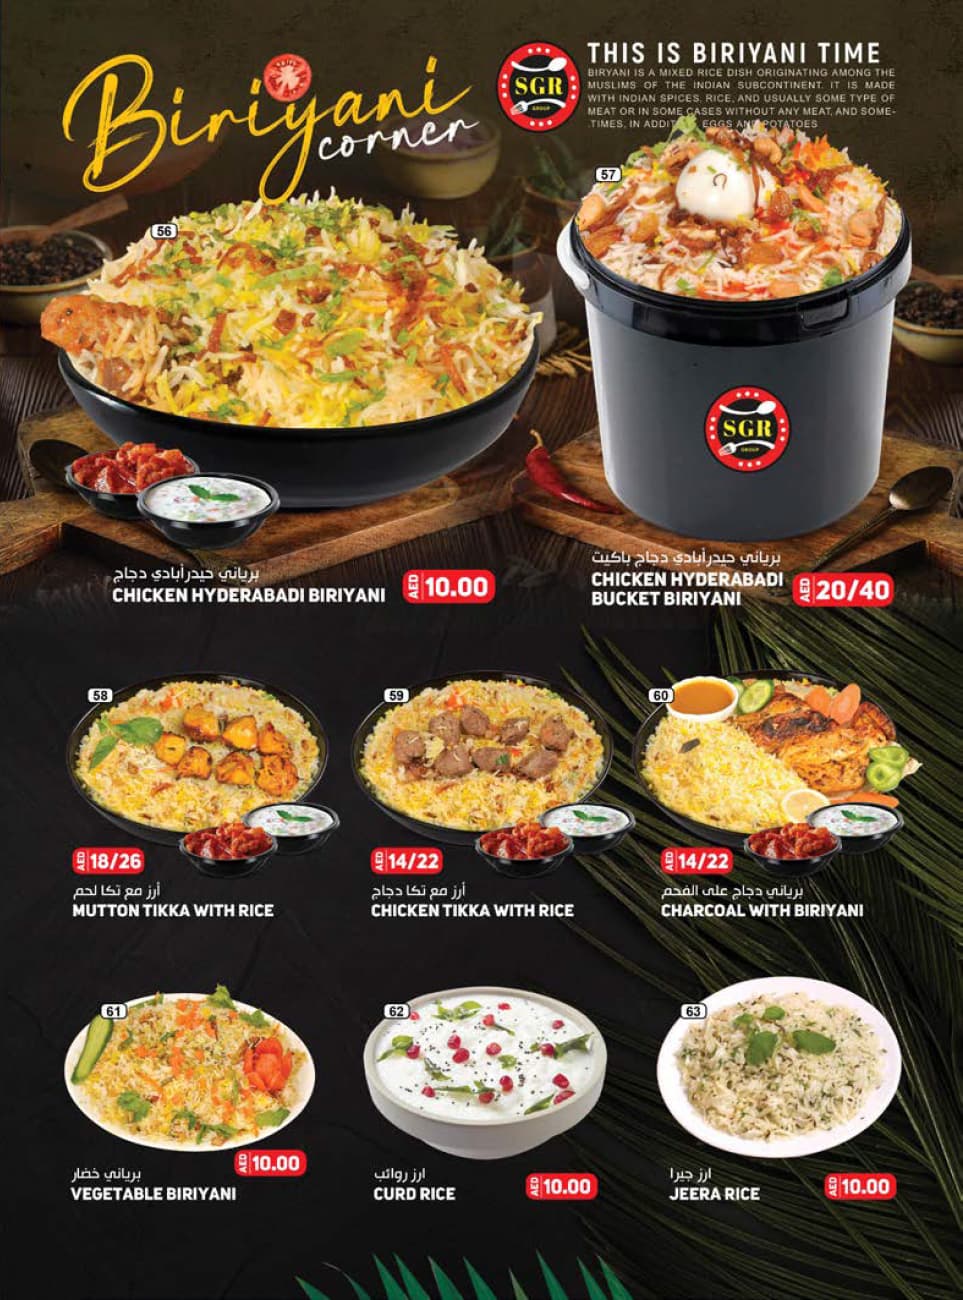 Biriyani
corner
SGR
GROUP
THIS IS BIRIYANI TIME
BIRYANI IS A MIXED RICE DISH ORIGINATING AMONG THE
MUSLIMS OF THE INDIAN SUBCONTINENT. IT IS MADE
WITH INDIAN SPICES, RICE, AND USUALLY SOME TYPE OF
MEAT OR IN SOME CASES WITHOUT ANY MEAT, AND SOME-
.TIMES, IN ADDIT EGGS AND POTATOES
56
57
SGR
GROUP
برياني حيدرأبادي دجاج
CHICKEN HYDERABADI BIRIYANI
AED 10.00
برياني حيدرأبادي دجاج باكيت
CHICKEN HYDERABADI
BUCKET BIRIYANI
AED 20/40
58
AED 18/26
أرز مع تكا لحم
MUTTON TIKKA WITH RICE
59
AED 14/22
أرز مع تكا دجاج
CHICKEN TIKKA WITH RICE
60
AED 14/22
برياني دجاج على الفحم
CHARCOAL WITH BIRIYANI
61
AED 10.00
برياني خضار
VEGETABLE BIRIYANI
62
ارز روائب
CURD RICE
AED 10.00
63
ارز جيرا
JEERA RICE
AED 10.00